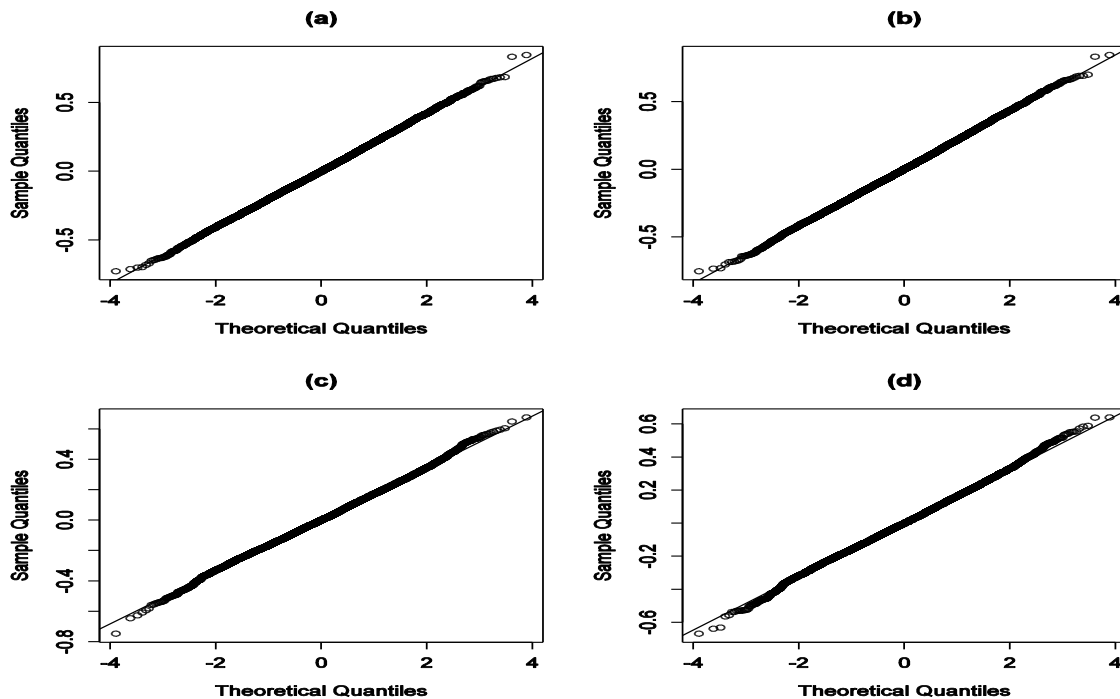 (a)
Sample Quantiles
0.5
0.0
-0.5
-4 -2 0 2 4
Theoretical Quantiles
(b)
Sample Quantiles
0.5
0.0
-0.5
-4 -2 0 2 4
Theoretical Quantiles
(c)
Sample Quantiles
0.4
0.0
-0.4
-0.8
-4 -2 0 2 4
Theoretical Quantiles
(d)
Sample Quantiles
0.6
0.4
0.2
-0.2
-0.6
-4 -2 0 2 4
Theoretical Quantiles